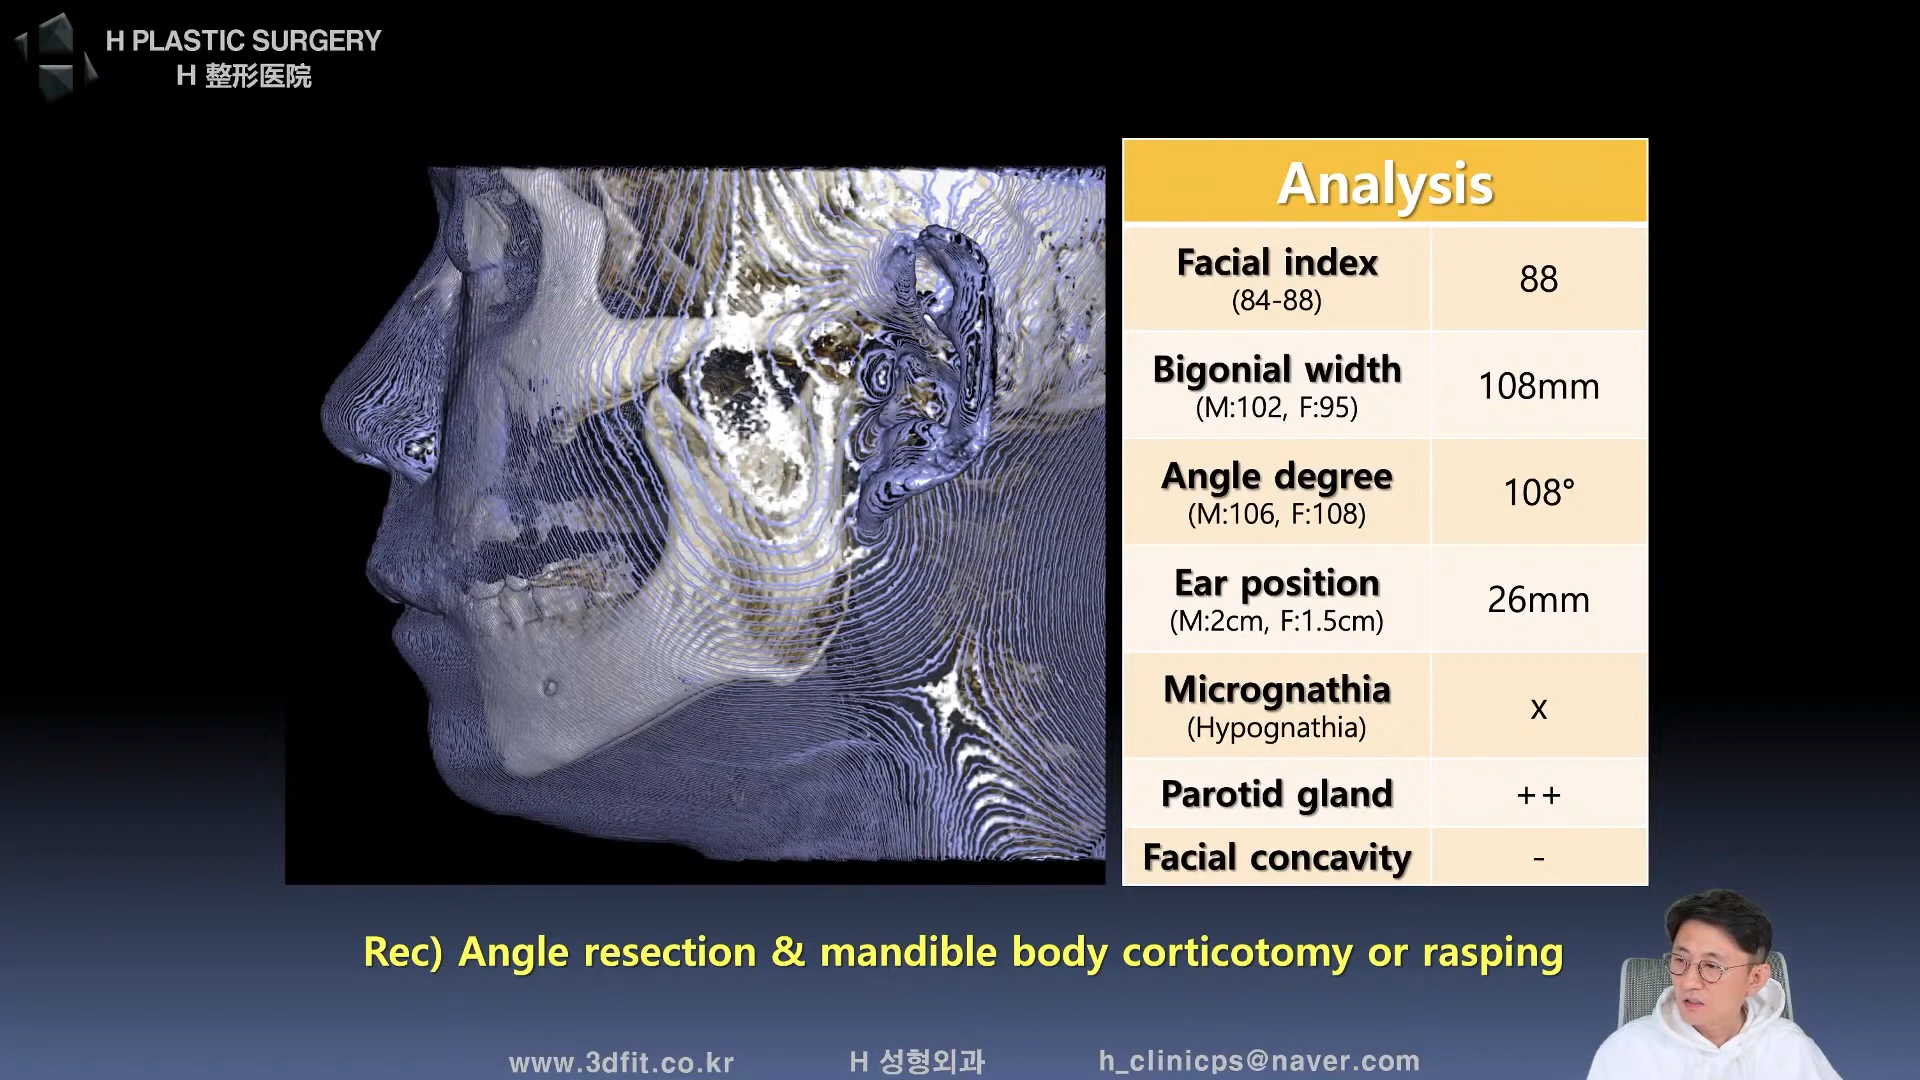 H PLASTIC SURGERY
H 整形医院
Analysis
Facial index
(84-88)
88
Bigonial width
(M:102, F:95)
108mm
Angle degree
(M:106, F:108)
108°
Ear position
(M:2cm, F:1.5cm)
26mm
Micrognathia
(Hypognathia)
x
Parotid gland
++
Facial concavity
-
Rec) Angle resection & mandible body corticotomy or rasping
www.3dfit.co.kr
H 성형외과
h_clinicps@naver.com